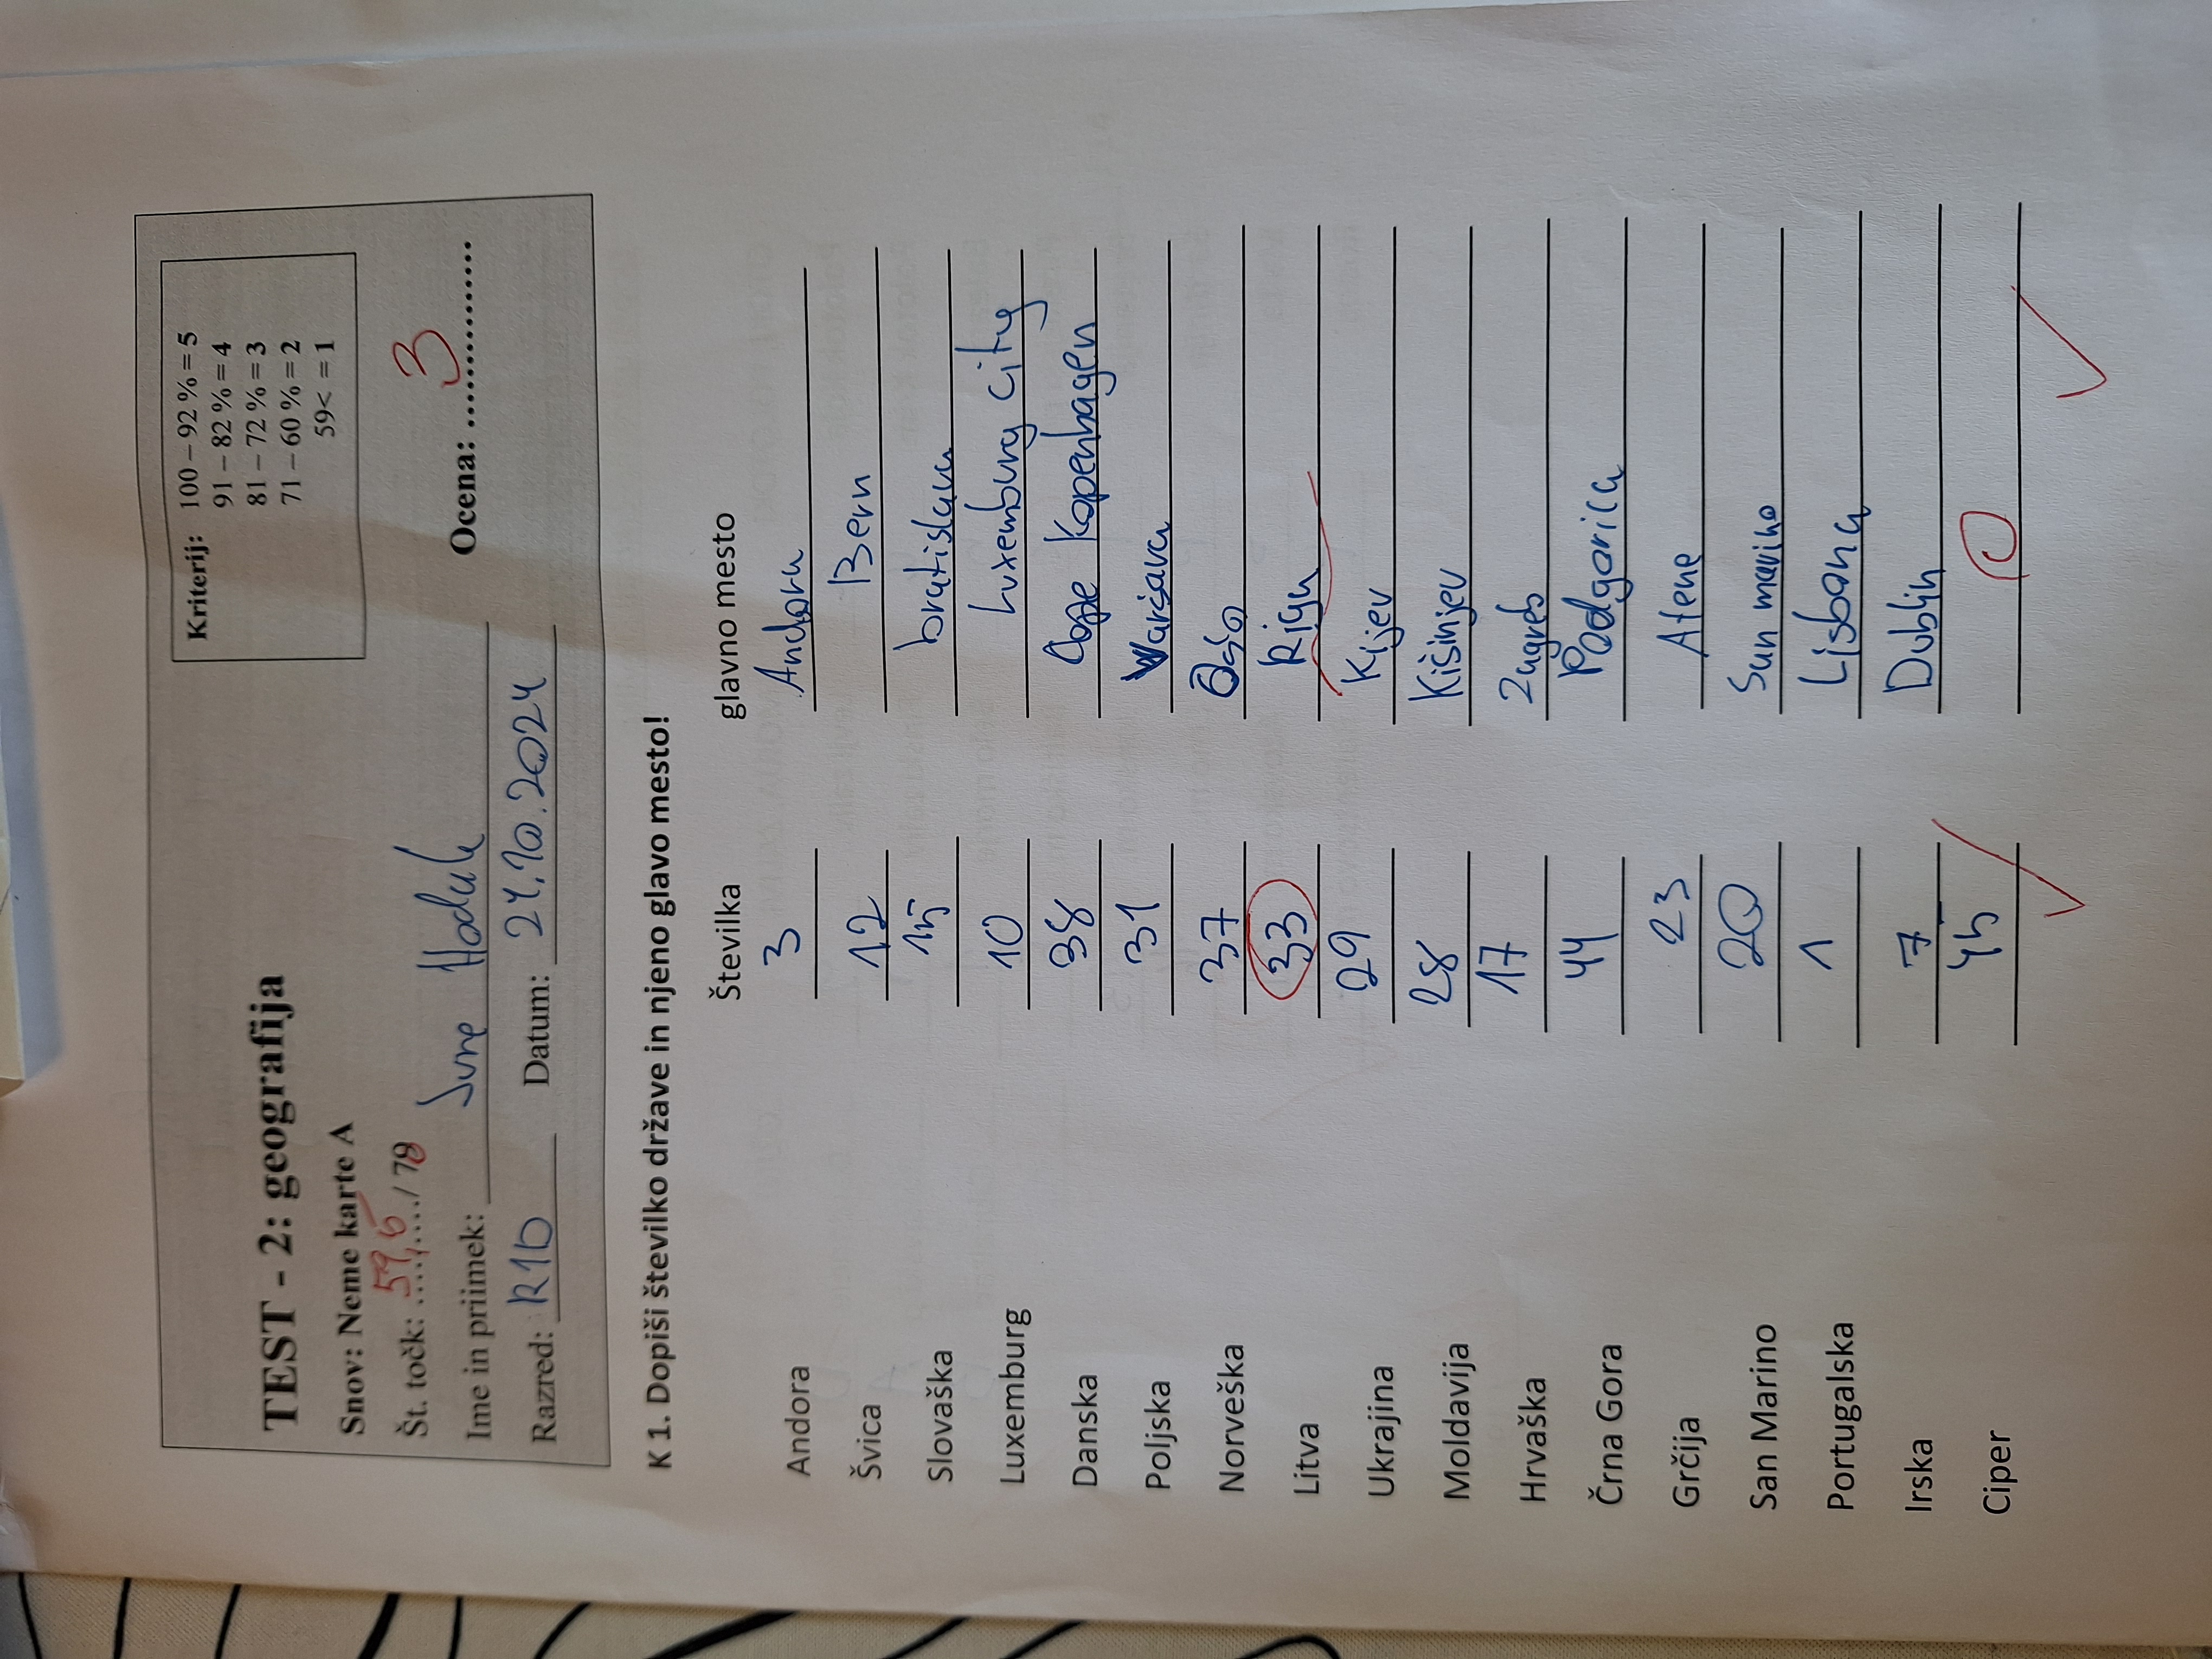 Kriterij: 100 – 92 % = 5
91 – 82 % = 4
81 – 72 % = 3
71 – 60 % = 2
59< = 1
TEST - 2: geografija
Snov: Neme karte A
Št. točk: 59,5 / 78
Ime in priimek: June Hodak
Ocena: 3
Razred: R1D Datum: 24.10.2024
K 1. Dopiši številko države in njeno glavo mesto!
Številka glavno mesto
Andora 3 Andora
Švica 12 Bern
Slovaška 15 bratislava
Luxemburg 10 Luxemburg city
Danska 38 Kopenhagen
Poljska 31 Varšava
Norveška 37 Oslo
Litva 33 Riga
Ukrajina 29 Kijev
Moldavija 28 Kišinjev
Hrvaška 17 Zagreb
Črna Gora 44 Podgorica
Grčija 23 Atene
San Marino 20 San marino
Portugalska 1 Lisbona
Irska 7 Dublin
Ciper 45